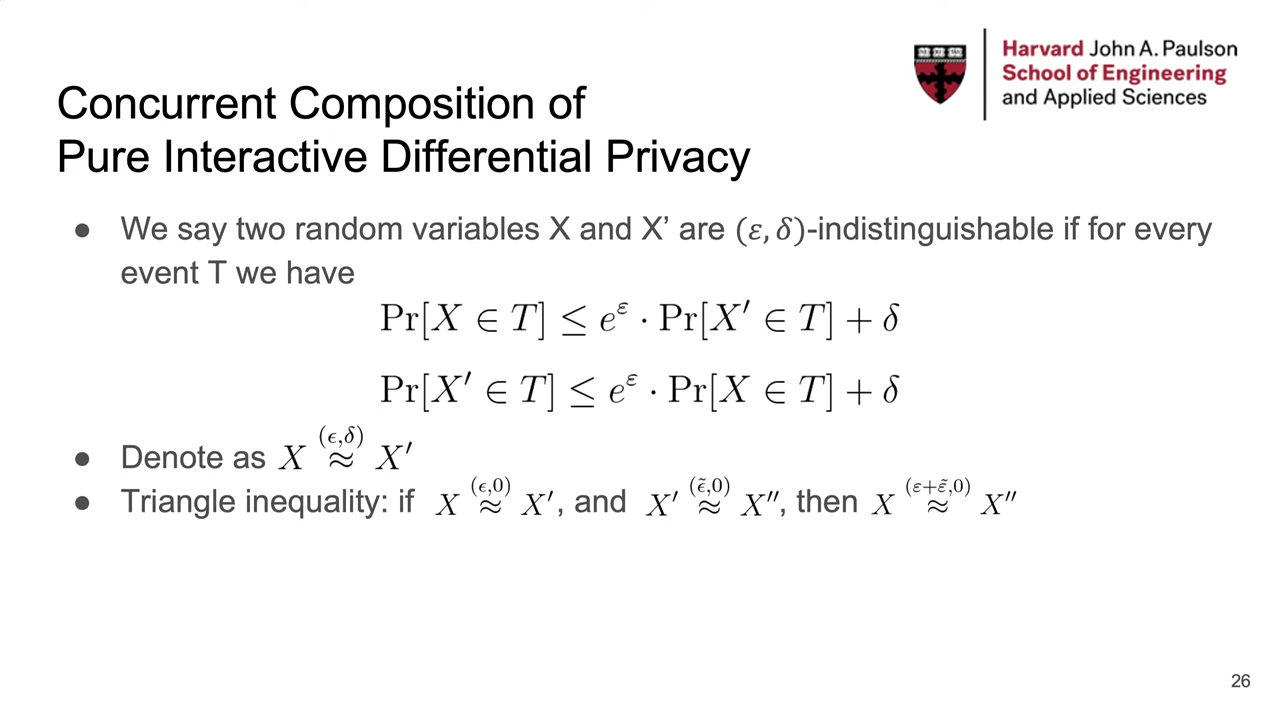 Harvard John A. Paulson
School of Engineering
and Applied Sciences
Concurrent Composition of
Pure Interactive Differential Privacy
● We say two random variables X and X’ are (𝜀, 𝛿)-indistinguishable if for every
event T we have
Pr[X ∈ T] ≤ e^ε · Pr[X′ ∈ T] + δ
Pr[X′ ∈ T] ≤ e^ε · Pr[X ∈ T] + δ
● Denote as X ≈^(ϵ,δ) X′
● Triangle inequality: if X ≈^(ϵ,0) X′, and X′ ≈^(ϵ̃,0) X″, then X ≈^(ε+ε̃,0) X″
26